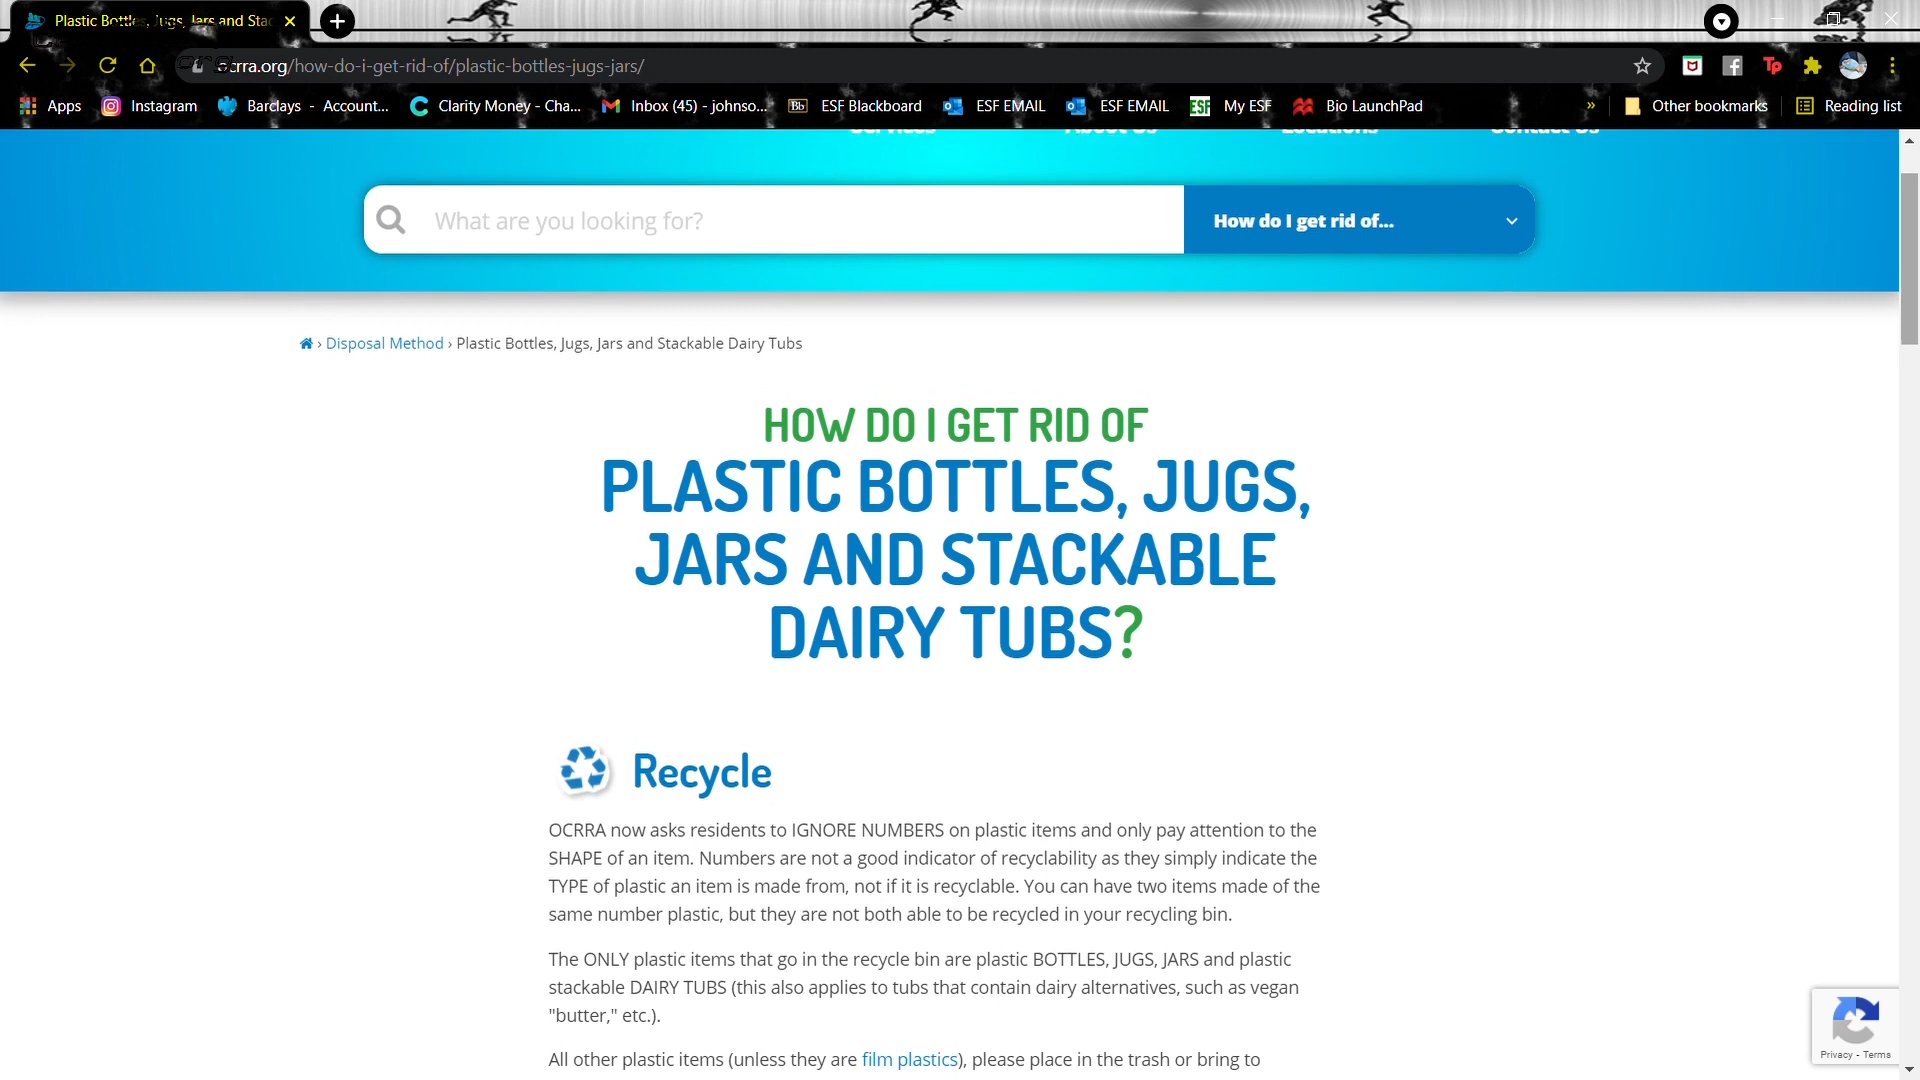 Plastic Bottles, Jugs, Jars and Stac
ocrra.org/how-do-i-get-rid-of/plastic-bottles-jugs-jars/
Apps Instagram Barclays - Account... Clarity Money - Cha... Inbox (45) - johnso... Bb ESF Blackboard ESF EMAIL ESF EMAIL ESF My ESF Bio LaunchPad » Other bookmarks Reading list
Services About Us Locations Contact Us
What are you looking for? How do I get rid of...
› Disposal Method › Plastic Bottles, Jugs, Jars and Stackable Dairy Tubs
HOW DO I GET RID OF
PLASTIC BOTTLES, JUGS,
JARS AND STACKABLE
DAIRY TUBS?
Recycle
OCRRA now asks residents to IGNORE NUMBERS on plastic items and only pay attention to the
SHAPE of an item. Numbers are not a good indicator of recyclability as they simply indicate the
TYPE of plastic an item is made from, not if it is recyclable. You can have two items made of the
same number plastic, but they are not both able to be recycled in your recycling bin.
The ONLY plastic items that go in the recycle bin are plastic BOTTLES, JUGS, JARS and plastic
stackable DAIRY TUBS (this also applies to tubs that contain dairy alternatives, such as vegan
"butter," etc.).
All other plastic items (unless they are film plastics), please place in the trash or bring to
Privacy - Terms